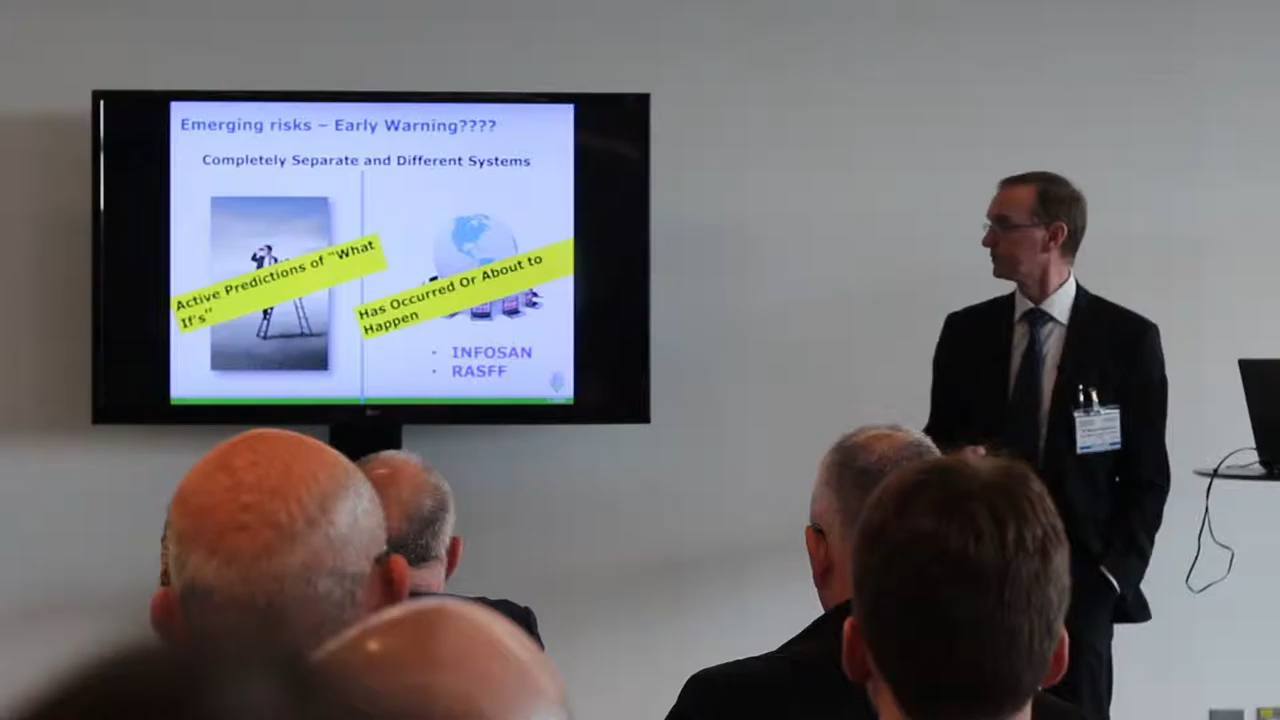 Emerging risks – Early Warning????
Completely Separate and Different Systems
Active Predictions of "What
If's"
Has Occurred Or About to
Happen
• INFOSAN
• RASFF